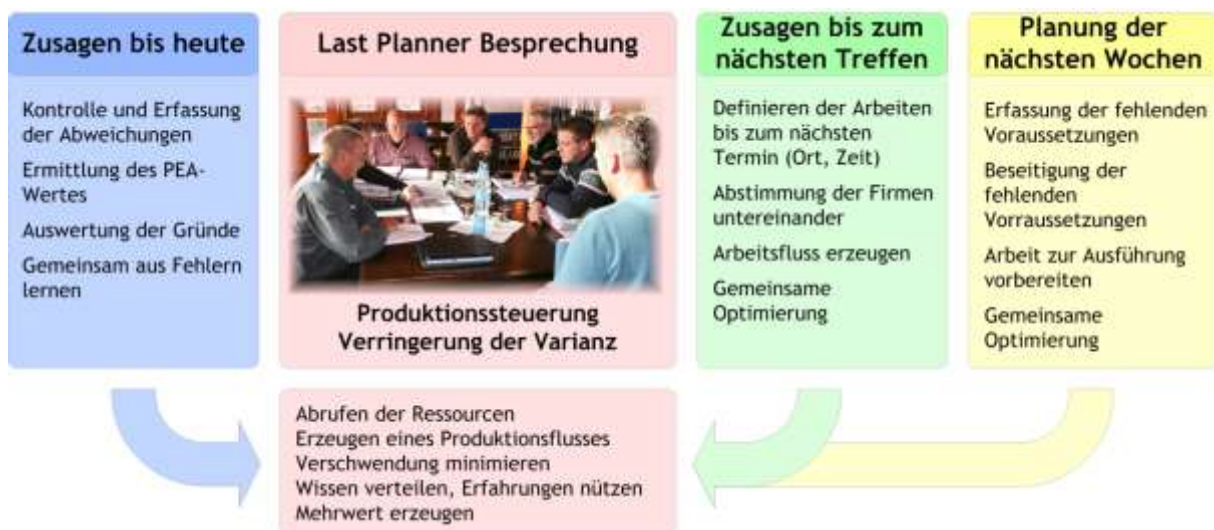 Zusagen bis heute
Kontrolle und Erfassung
der Abweichungen
Ermittlung des PEA-
Wertes
Auswertung der Gründe
Gemeinsam aus Fehlern
lernen
Last Planner Besprechung
Produktionssteuerung
Verringerung der Varianz
Zusagen bis zum
nächsten Treffen
Definieren der Arbeiten
bis zum nächsten
Termin (Ort, Zeit)
Abstimmung der Firmen
untereinander
Arbeitsfluss erzeugen
Gemeinsame
Optimierung
Planung der
nächsten Wochen
Erfassung der fehlenden
Voraussetzungen
Beseitigung der
fehlenden
Vorraussetzungen
Arbeit zur Ausführung
vorbereiten
Gemeinsame
Optimierung
Abrufen der Ressourcen
Erzeugen eines Produktionsflusses
Verschwendung minimieren
Wissen verteilen, Erfahrungen nützen
Mehrwert erzeugen